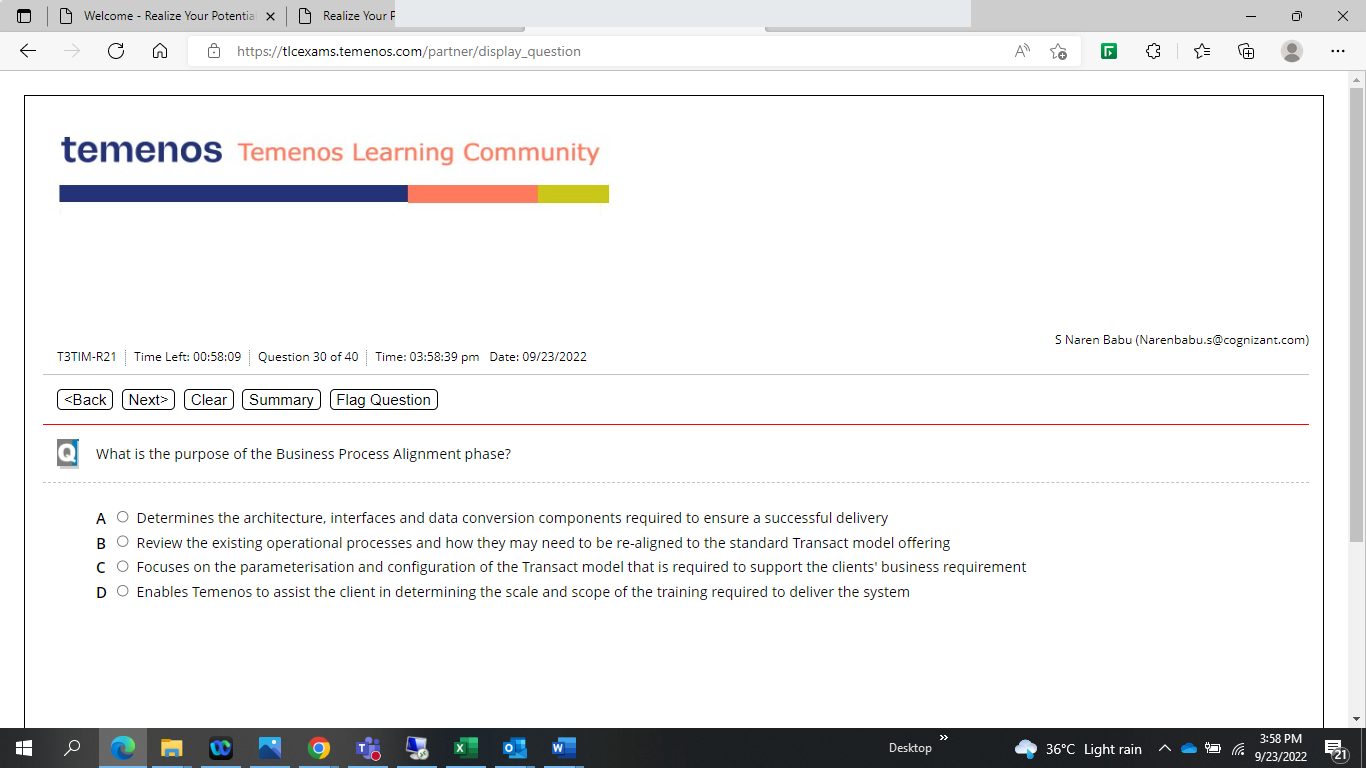 Welcome - Realize Your Potential
Realize Your P
https://tlcexams.temenos.com/partner/display_question
temenos Temenos Learning Community
S Naren Babu (Narenbabu.s@cognizant.com)
T3TIM-R21 Time Left: 00:58:09 Question 30 of 40 Time: 03:58:39 pm Date: 09/23/2022
<Back Next> Clear Summary Flag Question
Q What is the purpose of the Business Process Alignment phase?
A Determines the architecture, interfaces and data conversion components required to ensure a successful delivery
B Review the existing operational processes and how they may need to be re-aligned to the standard Transact model offering
C Focuses on the parameterisation and configuration of the Transact model that is required to support the clients' business requirement
D Enables Temenos to assist the client in determining the scale and scope of the training required to deliver the system
Desktop » 36°C Light rain 3:58 PM
9/23/2022 21